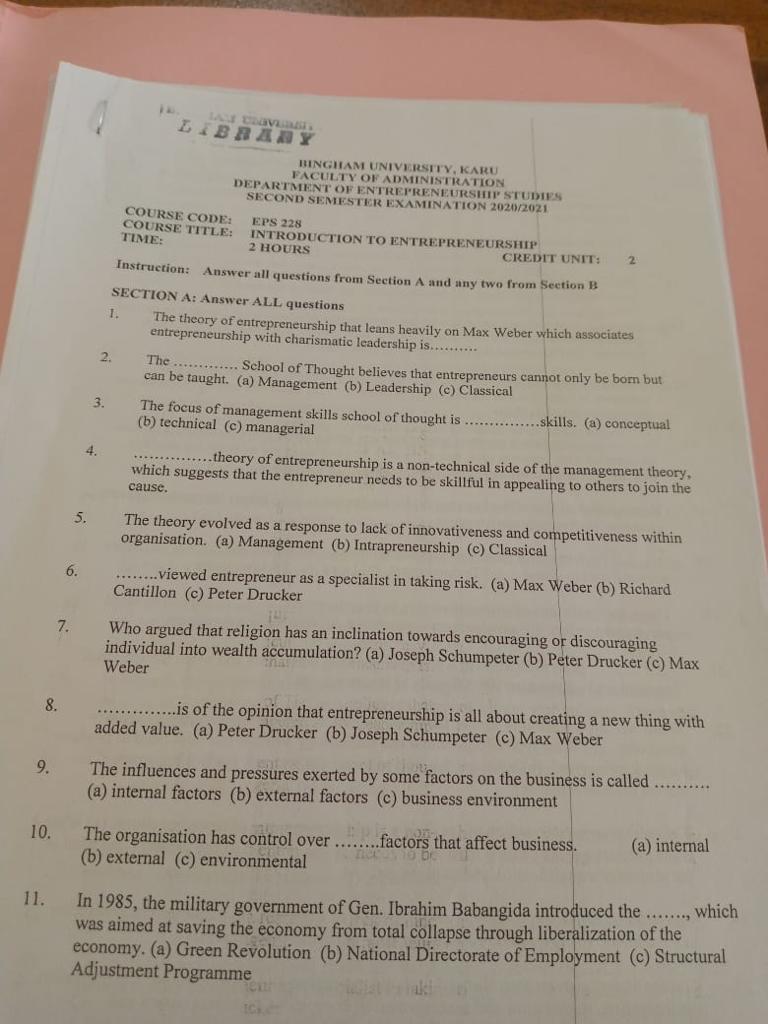 LIBRARY
BINGHAM UNIVERSITY, KARU
FACULTY OF ADMINISTRATION
DEPARTMENT OF ENTREPRENEURSHIP STUDIES
SECOND SEMESTER EXAMINATION 2020/2021
COURSE CODE: EPS 228
COURSE TITLE: INTRODUCTION TO ENTREPRENEURSHIP
TIME: 2 HOURS CREDIT UNIT: 2
Instruction: Answer all questions from Section A and any two from Section B
SECTION A: Answer ALL questions
1. The theory of entrepreneurship that leans heavily on Max Weber which associates
entrepreneurship with charismatic leadership is..........
2. The ............. School of Thought believes that entrepreneurs cannot only be born but
can be taught. (a) Management (b) Leadership (c) Classical
3. The focus of management skills school of thought is ...............skills. (a) conceptual
(b) technical (c) managerial
4. ...............theory of entrepreneurship is a non-technical side of the management theory,
which suggests that the entrepreneur needs to be skillful in appealing to others to join the
cause.
5. The theory evolved as a response to lack of innovativeness and competitiveness within
organisation. (a) Management (b) Intrapreneurship (c) Classical
6. ........viewed entrepreneur as a specialist in taking risk. (a) Max Weber (b) Richard
Cantillon (c) Peter Drucker
7. Who argued that religion has an inclination towards encouraging or discouraging
individual into wealth accumulation? (a) Joseph Schumpeter (b) Peter Drucker (c) Max
Weber
8. ..............is of the opinion that entrepreneurship is all about creating a new thing with
added value. (a) Peter Drucker (b) Joseph Schumpeter (c) Max Weber
9. The influences and pressures exerted by some factors on the business is called ..........
(a) internal factors (b) external factors (c) business environment
10. The organisation has control over ........factors that affect business. (a) internal
(b) external (c) environmental
11. In 1985, the military government of Gen. Ibrahim Babangida introduced the ......., which
was aimed at saving the economy from total collapse through liberalization of the
economy. (a) Green Revolution (b) National Directorate of Employment (c) Structural
Adjustment Programme